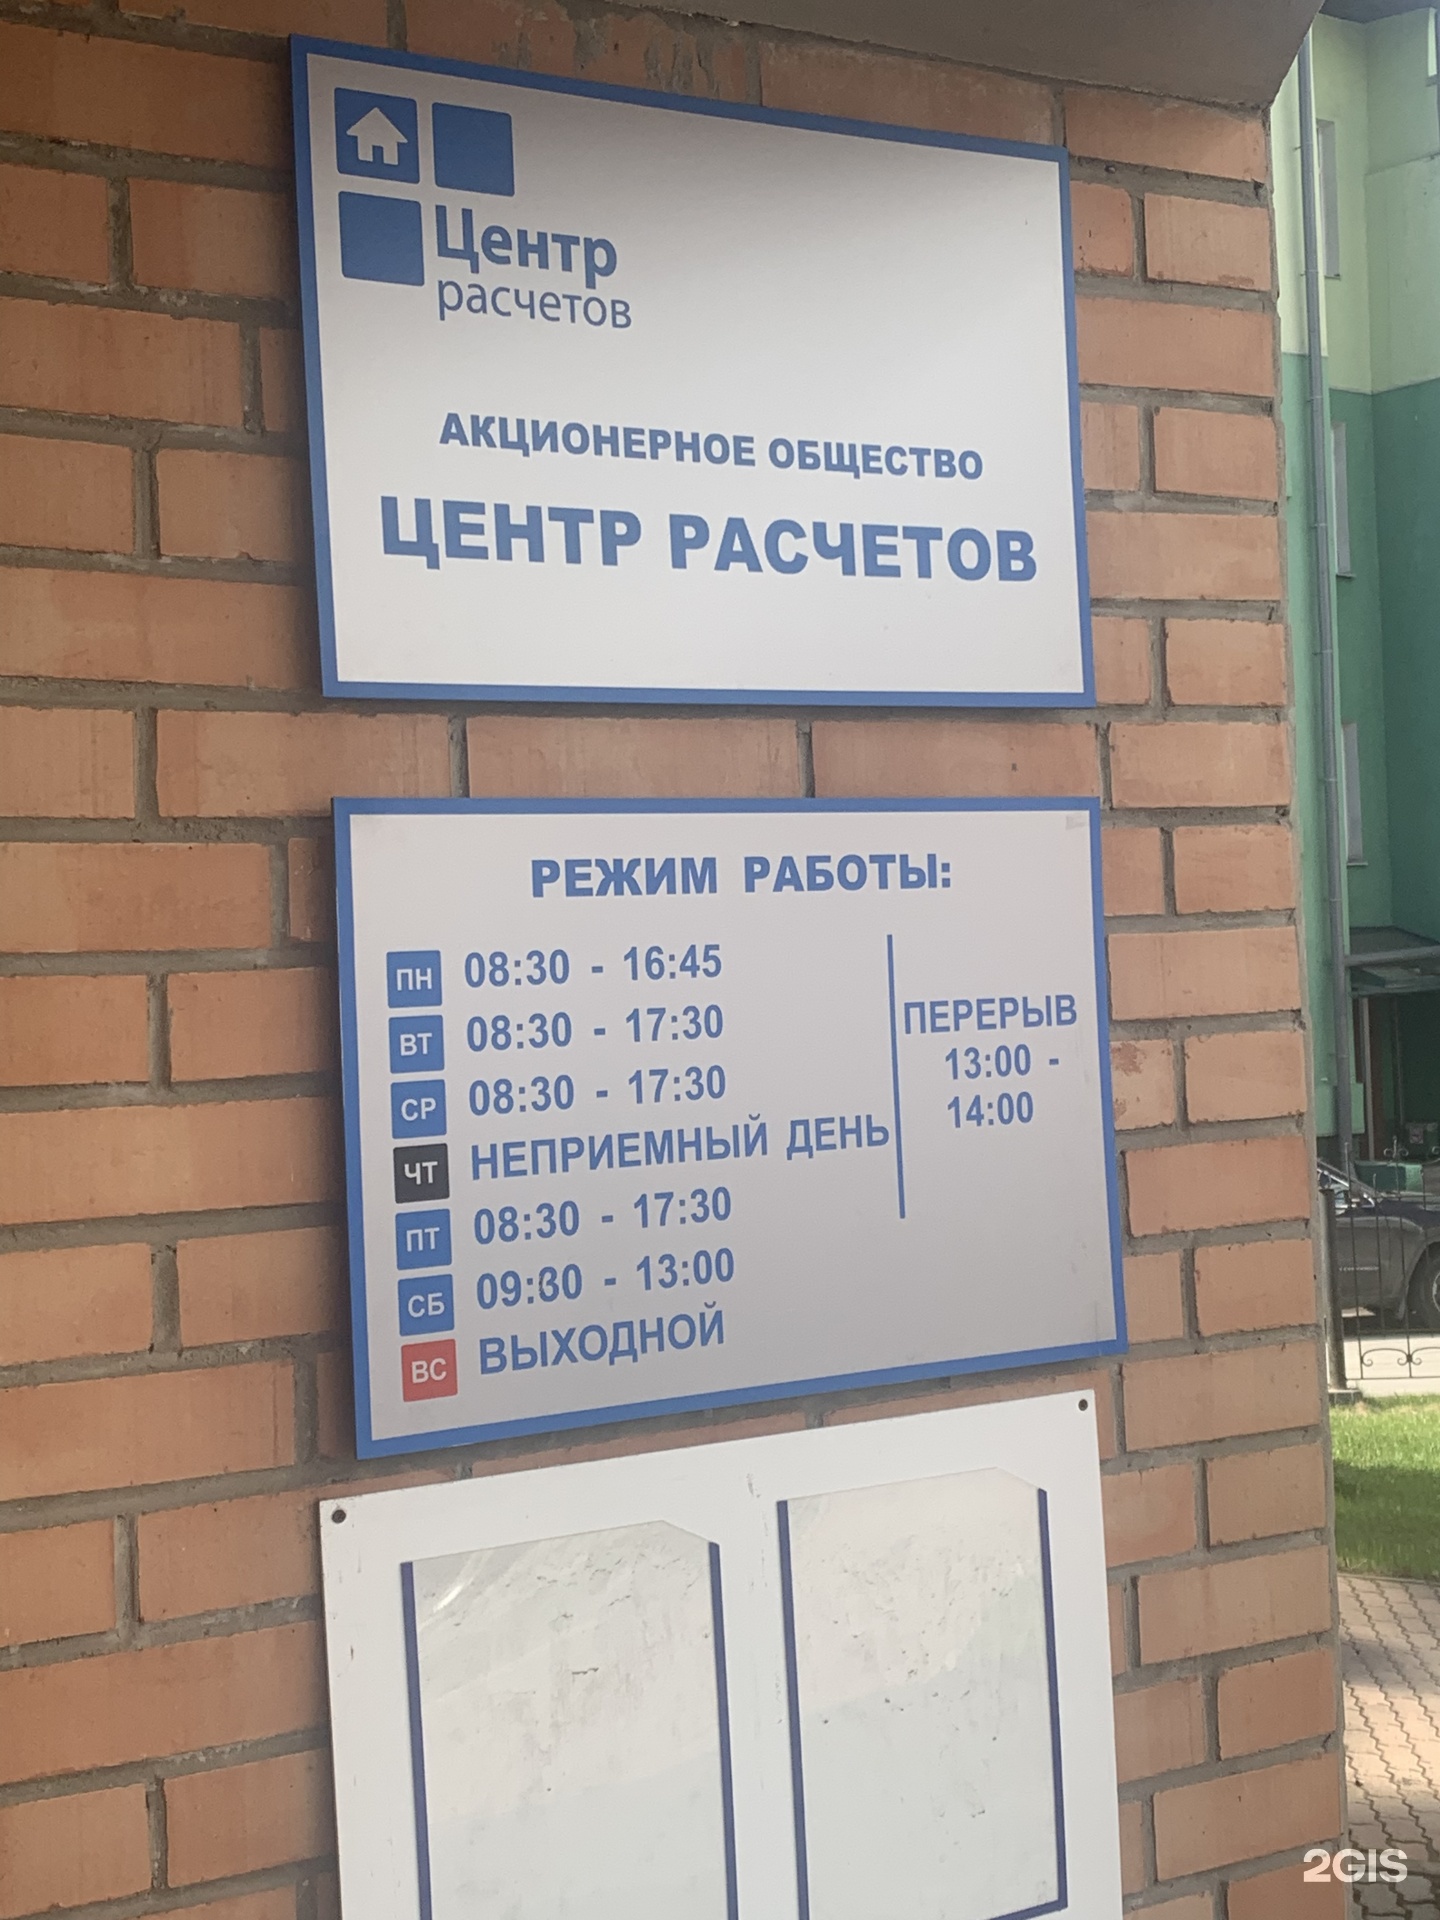 Центр
расчетов
АКЦИОНЕРНОЕ ОБЩЕСТВО
ЦЕНТР РАСЧЕТОВ
РЕЖИМ РАБОТЫ:
ПН 08:30 - 16:45
ВТ 08:30 - 17:30
СР 08:30 - 17:30
ЧТ НЕПРИЕМНЫЙ ДЕНЬ
ПТ 08:30 - 17:30
СБ 09:30 - 13:00
ВС ВЫХОДНОЙ
ПЕРЕРЫВ
13:00 -
14:00
2GIS